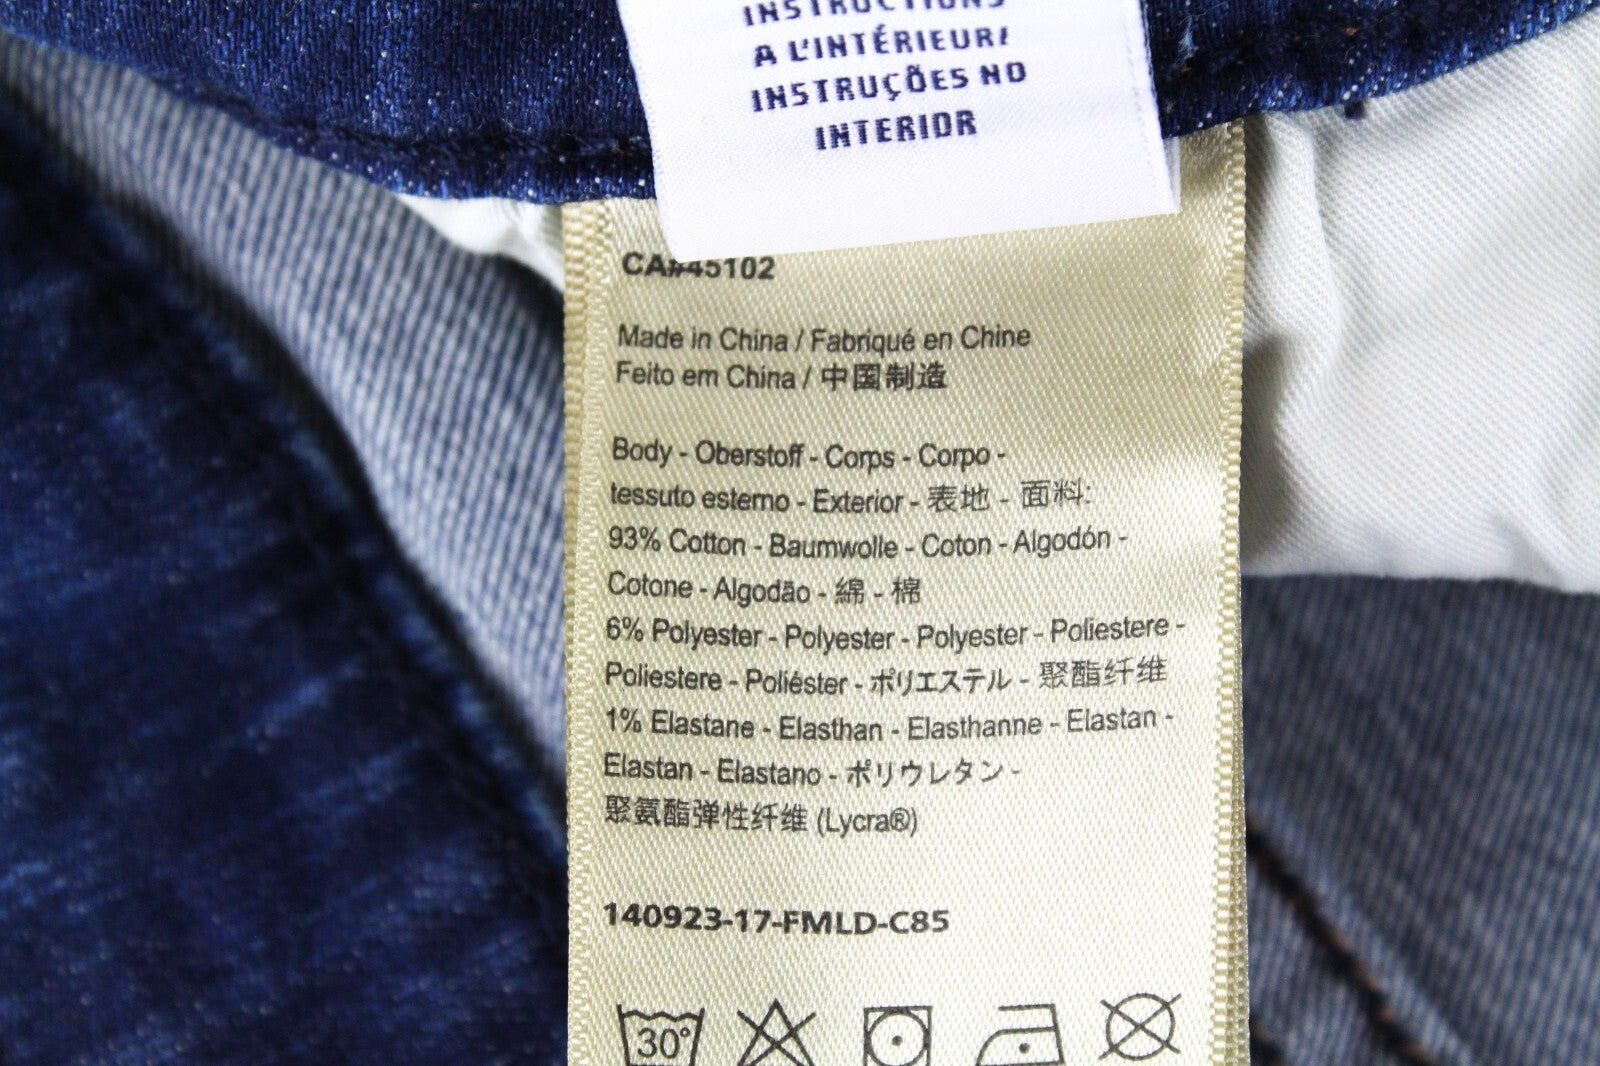 INSTRUCTIONS
A L'INTÉRIEUR/
INSTRUÇÕES NO
INTERIOR
CA#45102
Made in China / Fabriqué en Chine
Feito em China / 中国制造
Body - Oberstoff - Corps - Corpo -
tessuto esterno - Exterior - 表地 - 面料:
93% Cotton - Baumwolle - Coton - Algodón -
Cotone - Algodão - 綿 - 棉
6% Polyester - Polyester - Polyester - Poliestere -
Poliestere - Poliéster - ポリエステル - 聚酯纤维
1% Elastane - Elasthan - Elasthanne - Elastan -
Elastan - Elastano - ポリウレタン -
聚氨酯弹性纤维 (Lycra®)
140923-17-FMLD-C85
30°